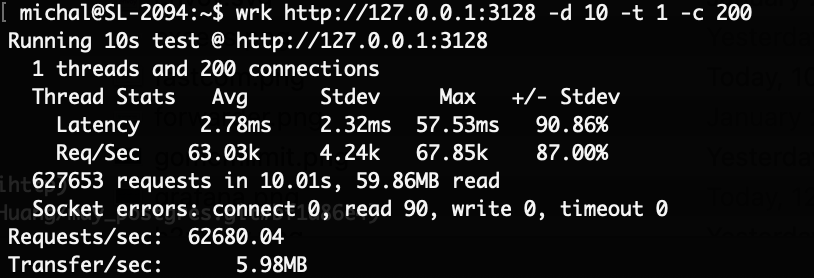 [ michal@SL-2094:~$ wrk http://127.0.0.1:3128 -d 10 -t 1 -c 200
Running 10s test @ http://127.0.0.1:3128
1 threads and 200 connections
Thread Stats Avg Stdev Max +/- Stdev
Latency 2.78ms 2.32ms 57.53ms 90.86%
Req/Sec 63.03k 4.24k 67.85k 87.00%
627653 requests in 10.01s, 59.86MB read
Socket errors: connect 0, read 90, write 0, timeout 0
Requests/sec: 62680.04
Transfer/sec: 5.98MB